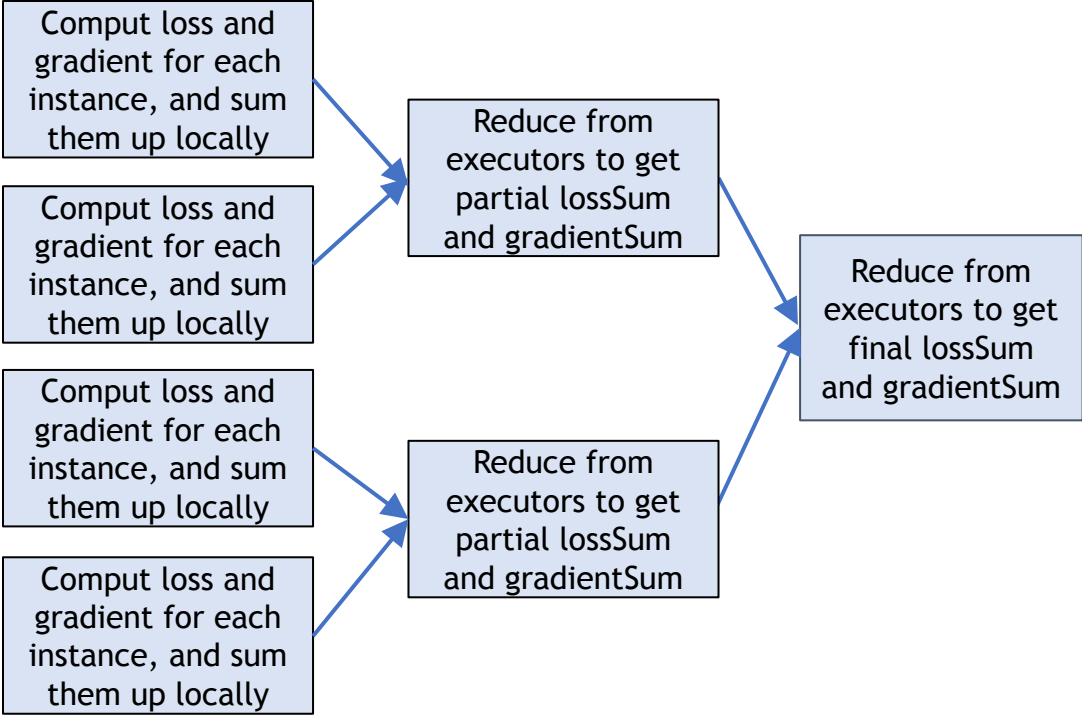 Comput loss and
gradient for each
instance, and sum
them up locally
Comput loss and
gradient for each
instance, and sum
them up locally
Comput loss and
gradient for each
instance, and sum
them up locally
Comput loss and
gradient for each
instance, and sum
them up locally
Reduce from
executors to get
partial lossSum
and gradientSum
Reduce from
executors to get
partial lossSum
and gradientSum
Reduce from
executors to get
final lossSum
and gradientSum